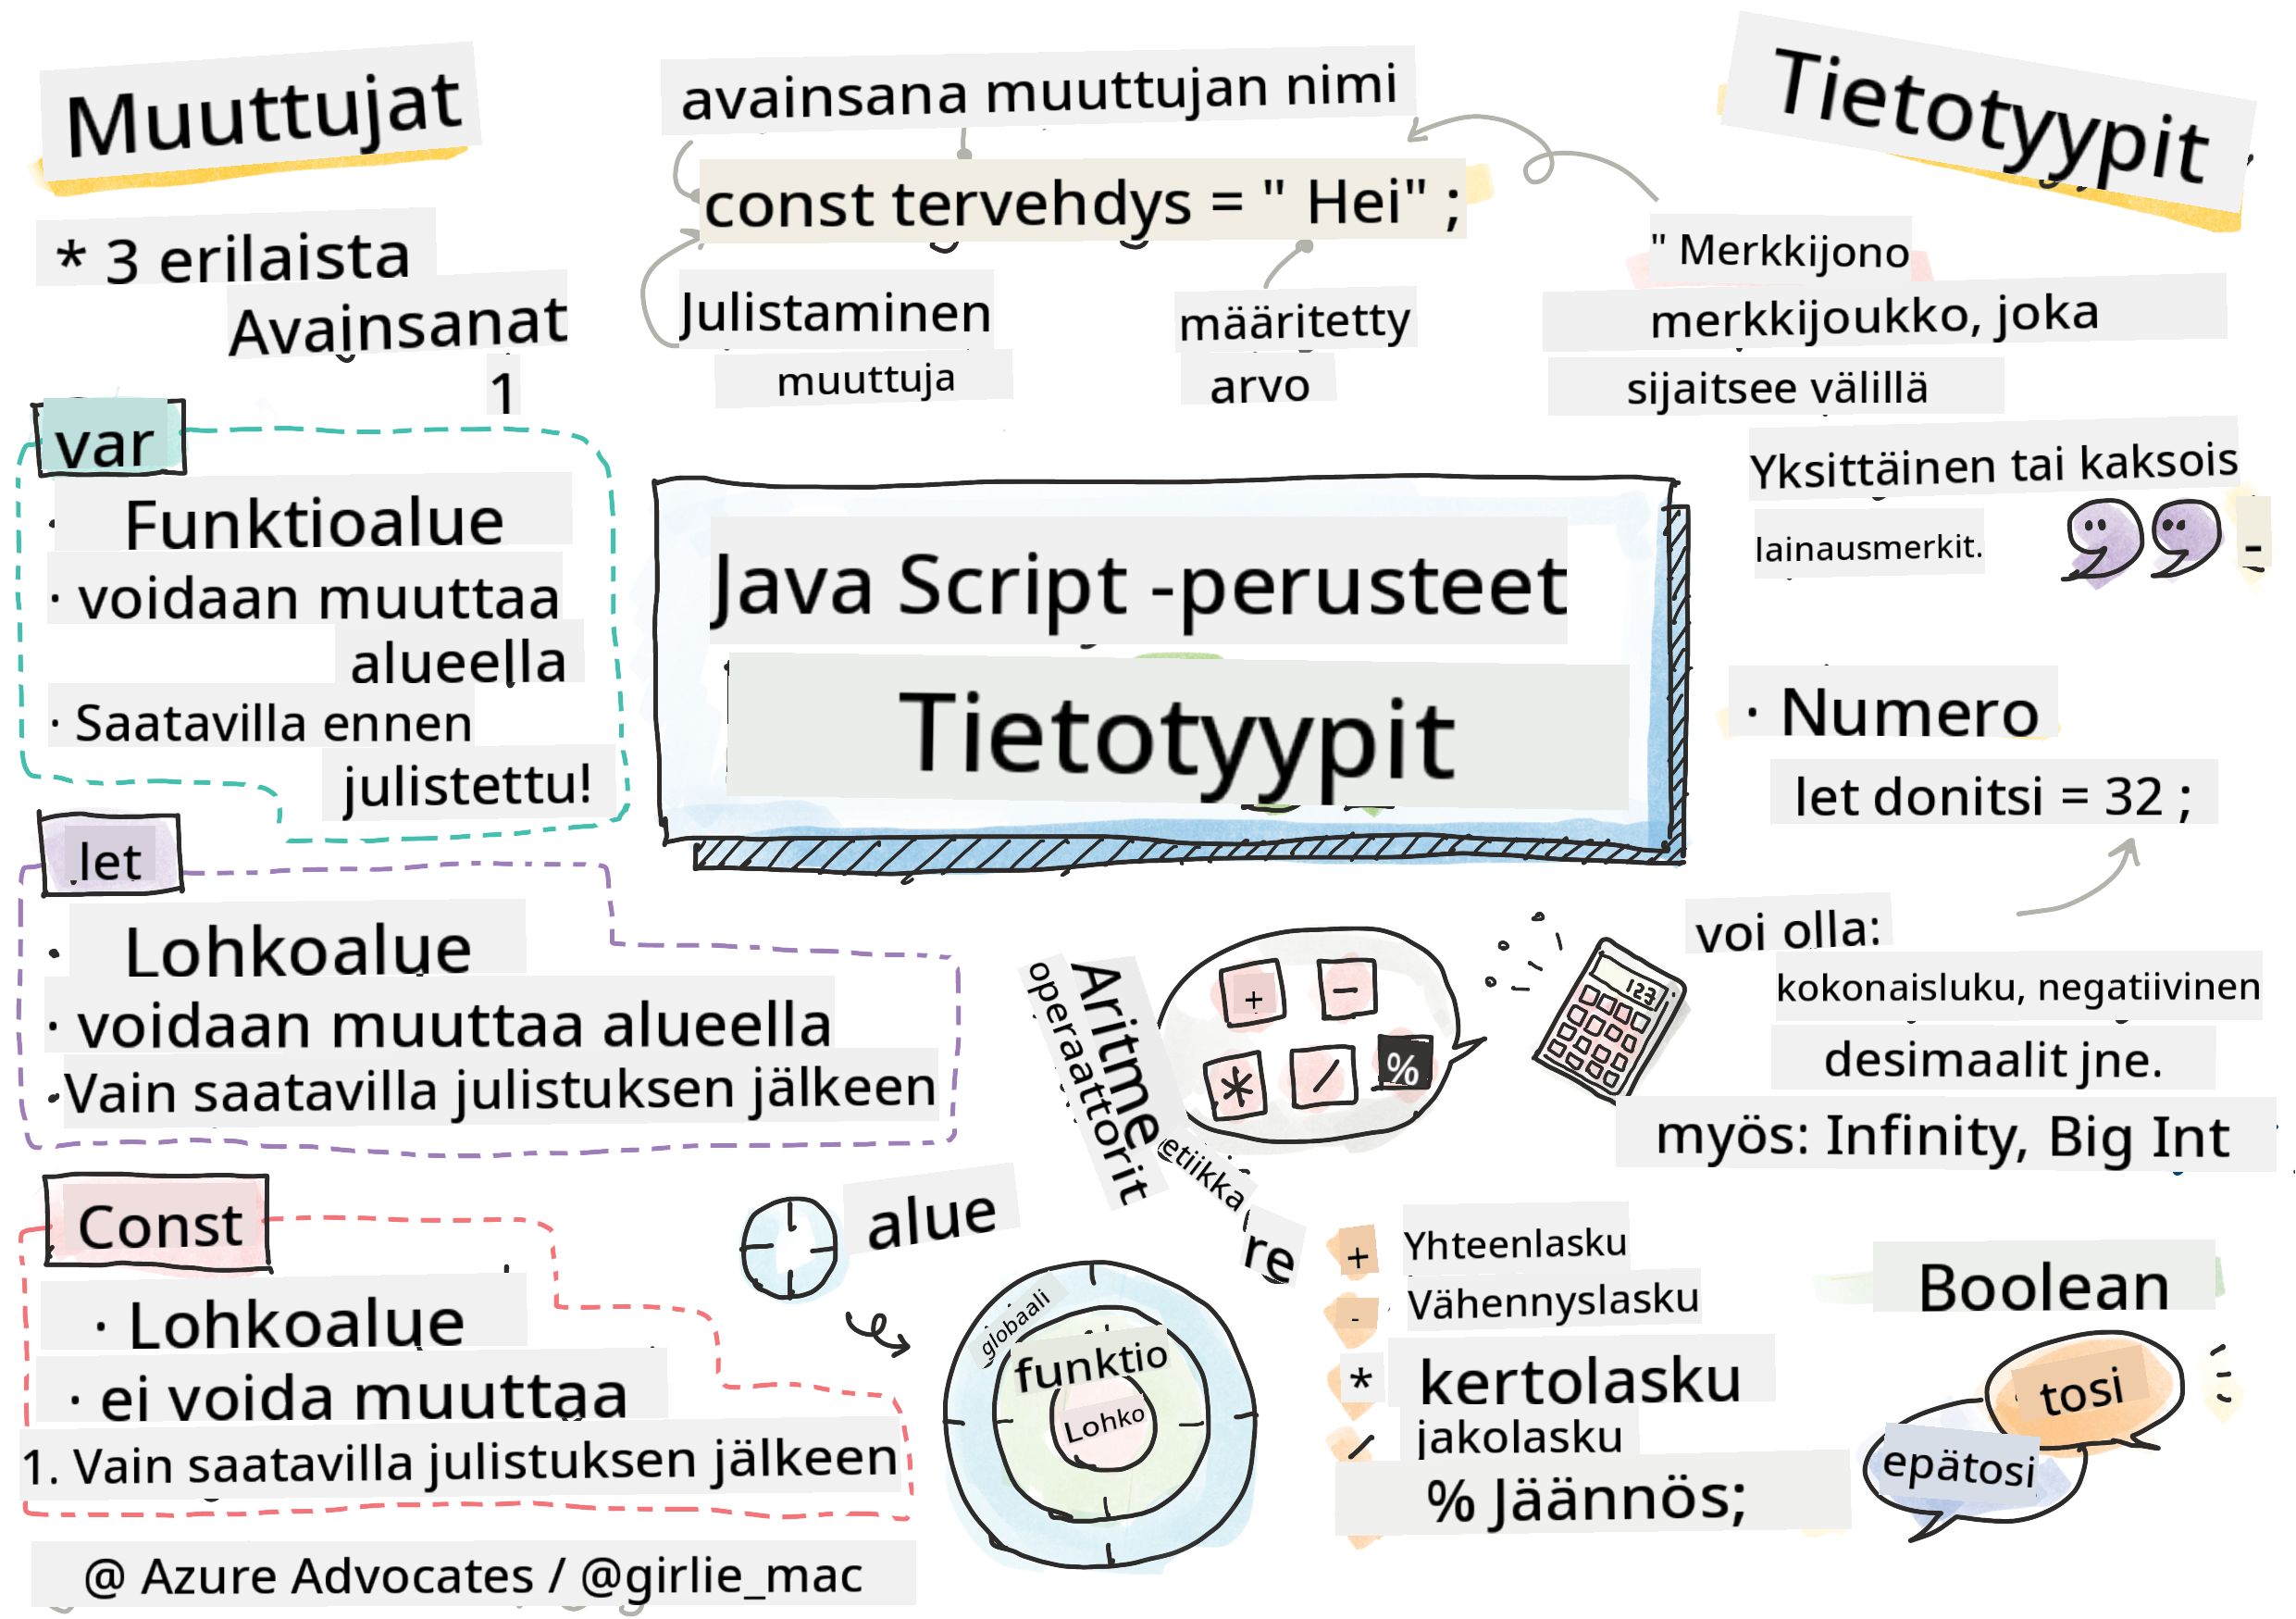 Muuttujat
* 3 erilaista
Avainsanat
1
var
Funktioalue
· voidaan muuttaa
alueella
· Saatavilla ennen
julistettu!
let
· Lohkoalue
· voidaan muuttaa alueella
·Vain saatavilla julistuksen jälkeen
Const
· Lohkoalue
· ei voida muuttaa
1. Vain saatavilla julistuksen jälkeen
@ Azure Advocates / @girlie_mac
avainsana muuttujan nimi
const tervehdys = " Hei" ;
Julistaminen
muuttuja
määritetty
arvo
Java Script -perusteet
Tietotyypit
alue
globaali
funktio
Lohko
Aritme
operaattorit
etiikka
re
+ −
* / %
123
+ Yhteenlasku
- Vähennyslasku
* kertolasku
/ jakolasku
% Jäännös;
Tietotyypit
" Merkkijono
merkkijoukko, joka
sijaitsee välillä
Yksittäinen tai kaksois
lainausmerkit.
-
· Numero
let donitsi = 32 ;
voi olla:
kokonaisluku, negatiivinen
desimaalit jne.
myös: Infinity, Big Int
Boolean
tosi
epätosi